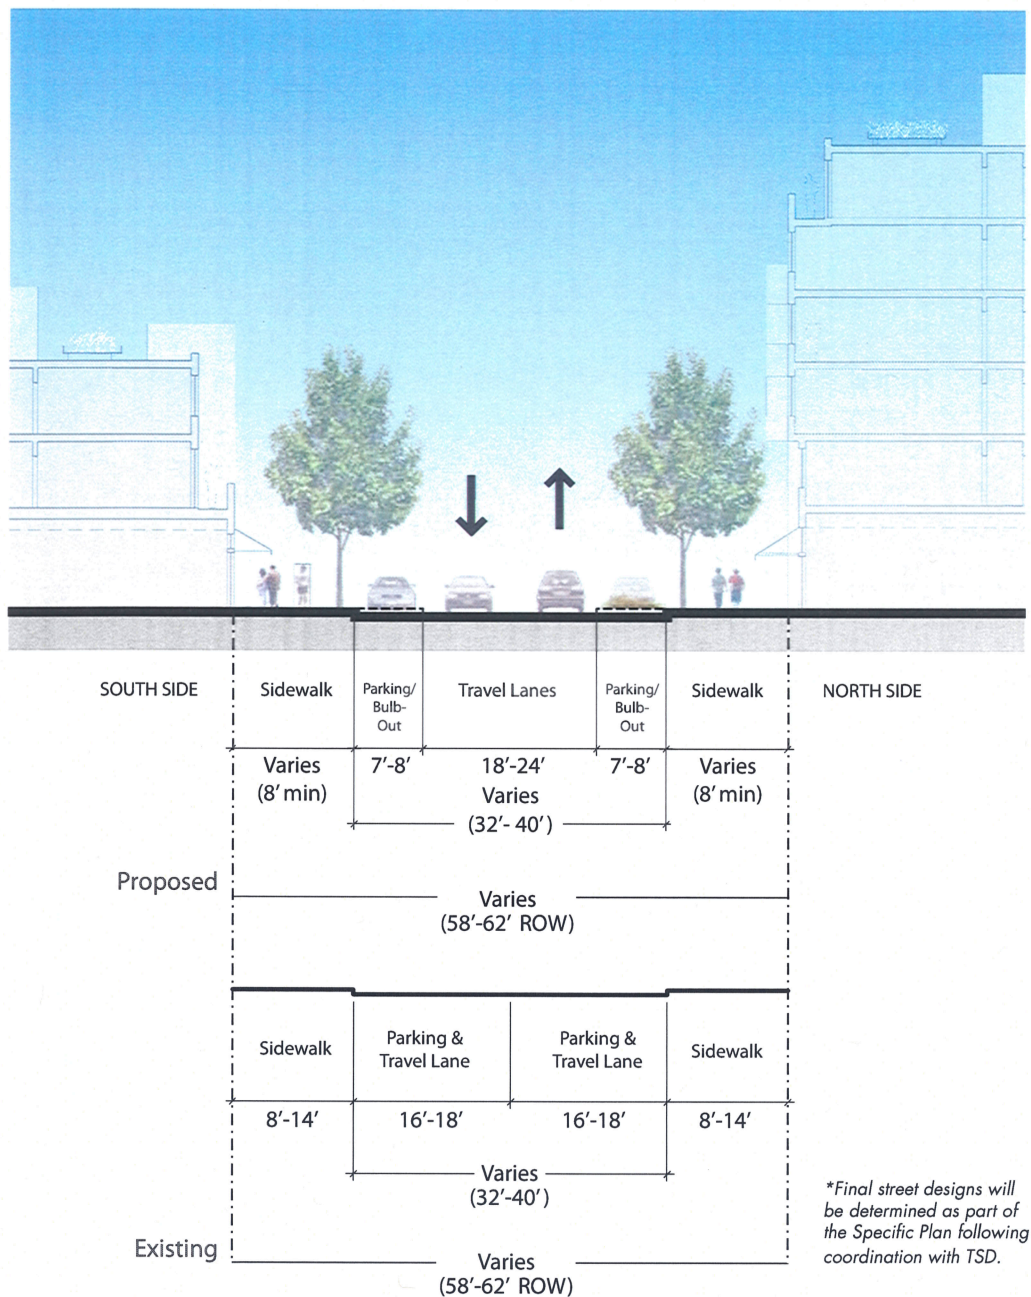 SOUTH SIDE
Sidewalk
Parking/
Bulb-
Out
Travel Lanes
Parking/
Bulb-
Out
Sidewalk
NORTH SIDE
Varies
(8' min)
7'-8'
18'-24'
7'-8'
Varies
(8' min)
Varies
(32'- 40')
Proposed
Varies
(58'-62' ROW)
Sidewalk
Parking &
Travel Lane
Parking &
Travel Lane
Sidewalk
8'-14'
16'-18'
16'-18'
8'-14'
Varies
(32'-40')
*Final street designs will
be determined as part of
the Specific Plan following
coordination with TSD.
Existing
Varies
(58'-62' ROW)